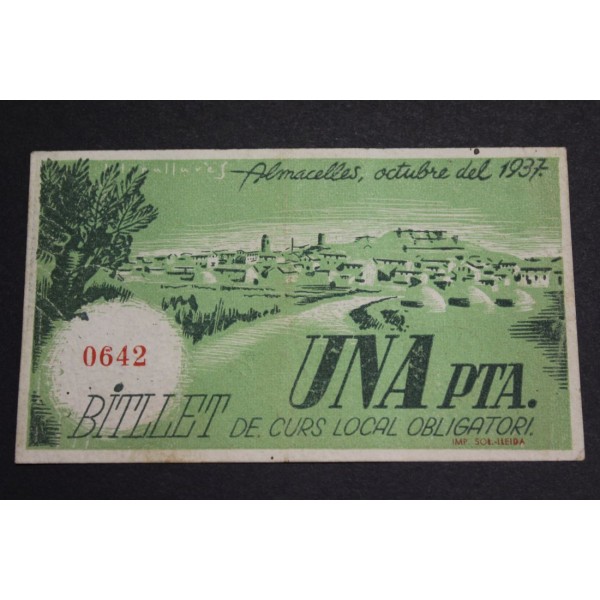 Almacelles, octubre del 1937.
0642
UNA PTA.
BITLLET DE CURS LOCAL OBLIGATORI.
IMP. SOL-LLEIDA